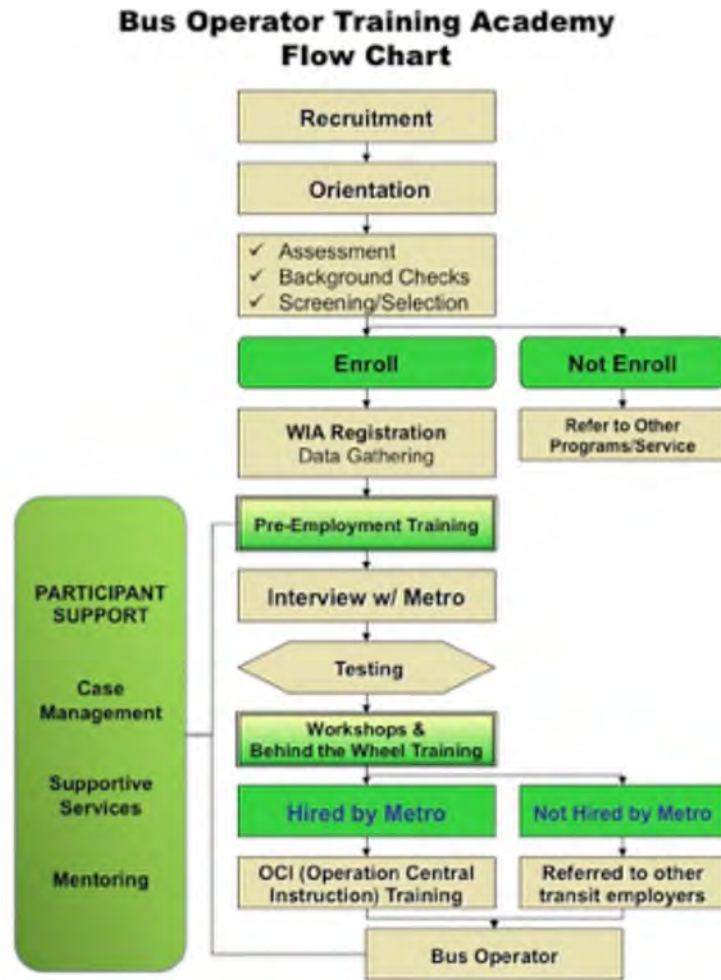 Bus Operator Training Academy
Flow Chart
Recruitment
Orientation
✓ Assessment
✓ Background Checks
✓ Screening/Selection
Enroll
Not Enroll
WIA Registration
Data Gathering
Refer to Other
Programs/Service
Pre-Employment Training
PARTICIPANT
SUPPORT
Case
Management
Supportive
Services
Mentoring
Interview w/ Metro
Testing
Workshops &
Behind the Wheel Training
Hired by Metro
Not Hired by Metro
OCI (Operation Central
Instruction) Training
Referred to other
transit employers
Bus Operator